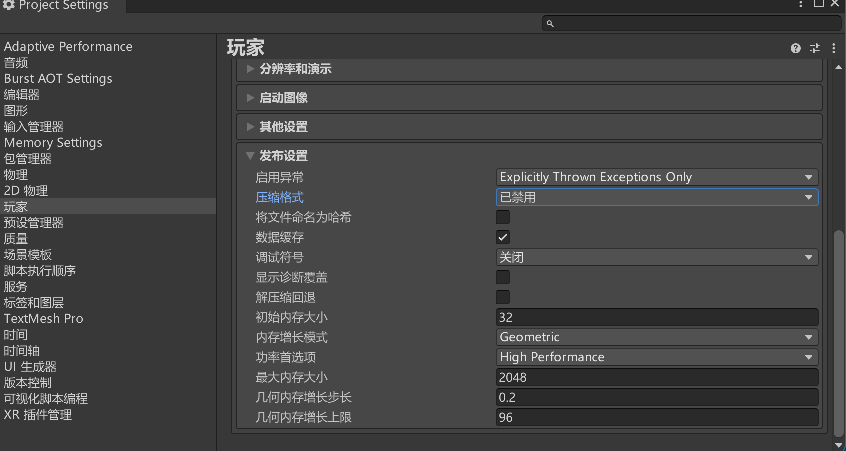 Project Settings
Adaptive Performance
音频
Burst AOT Settings
编辑器
图形
输入管理器
Memory Settings
包管理器
物理
2D 物理
玩家
预设管理器
质量
场景模板
脚本执行顺序
服务
标签和图层
TextMesh Pro
时间
时间轴
UI 生成器
版本控制
可视化脚本编程
XR 插件管理
玩家
分辨率和演示
启动图像
其他设置
发布设置
启用异常 Explicitly Thrown Exceptions Only
压缩格式 已禁用
将文件命名为哈希
数据缓存
调试符号 关闭
显示诊断覆盖
解压缩回退
初始内存大小 32
内存增长模式 Geometric
功率首选项 High Performance
最大内存大小 2048
几何内存增长步长 0.2
几何内存增长上限 96